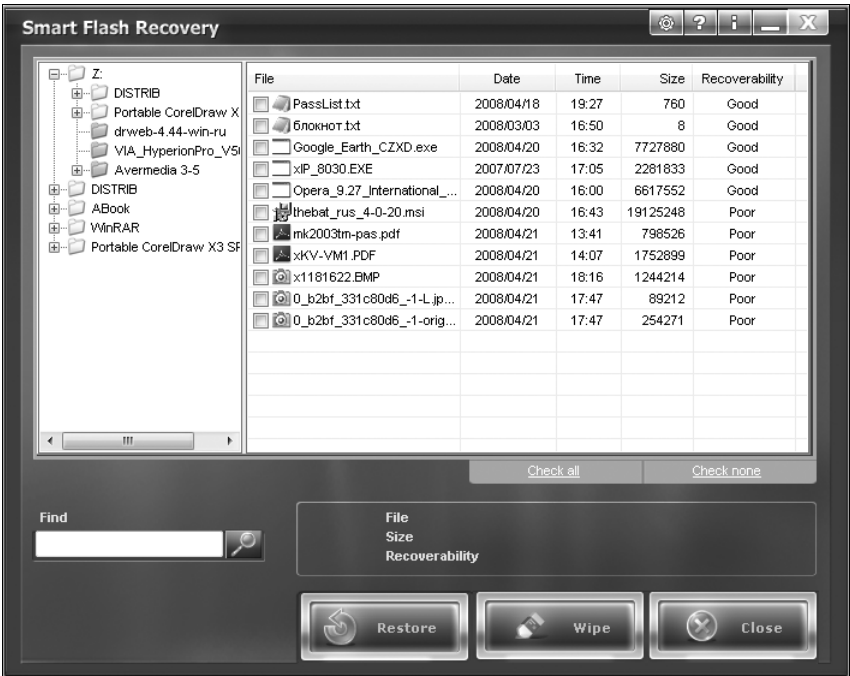 Smart Flash Recovery
Z:
DISTRIB
Portable CorelDraw X
drweb-4.44-win-ru
VIA_HyperionPro_V5
Avermedia 3-5
DISTRIB
ABook
WinRAR
Portable CorelDraw X3 SF
File Date Time Size Recoverability
PassList.txt 2008/04/18 19:27 760 Good
блокнот.txt 2008/03/03 16:50 8 Good
Google_Earth_CZXD.exe 2008/04/20 16:32 7727880 Good
xIP_8030.EXE 2007/07/23 17:05 2281833 Good
Opera_9.27_International_... 2008/04/20 16:00 6617552 Good
thebat_rus_4-0-20.msi 2008/04/20 16:43 19125248 Poor
mk2003tm-pas.pdf 2008/04/21 13:41 798526 Poor
xKV-VM1.PDF 2008/04/21 14:07 1752899 Poor
x1181622.BMP 2008/04/21 18:16 1244214 Poor
0_b2bf_331c80d6_-1-L.jp... 2008/04/21 17:47 89212 Poor
0_b2bf_331c80d6_-1-orig... 2008/04/21 17:47 254271 Poor
Check all Check none
Find
File
Size
Recoverability
Restore Wipe Close